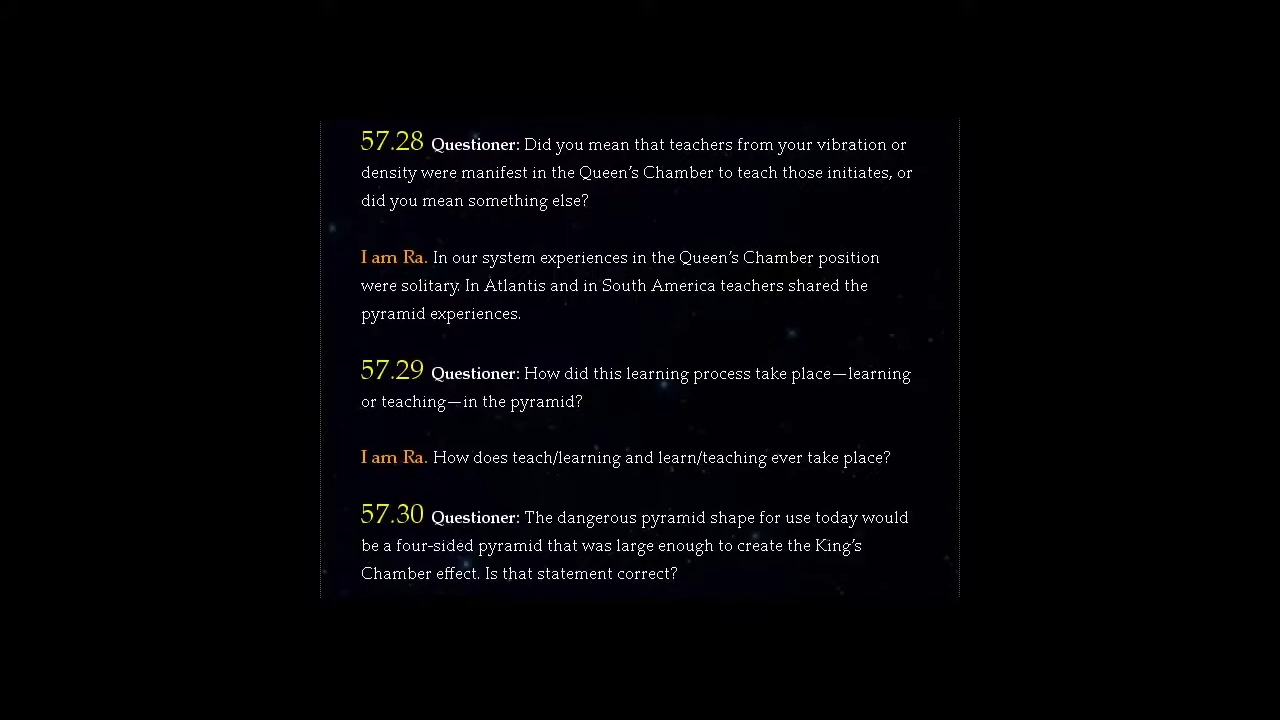 57.28 Questioner: Did you mean that teachers from your vibration or
density were manifest in the Queen's Chamber to teach those initiates, or
did you mean something else?
I am Ra. In our system experiences in the Queen's Chamber position
were solitary. In Atlantis and in South America teachers shared the
pyramid experiences.
57.29 Questioner: How did this learning process take place—learning
or teaching—in the pyramid?
I am Ra. How does teach/learning and learn/teaching ever take place?
57.30 Questioner: The dangerous pyramid shape for use today would
be a four-sided pyramid that was large enough to create the King's
Chamber effect. Is that statement correct?